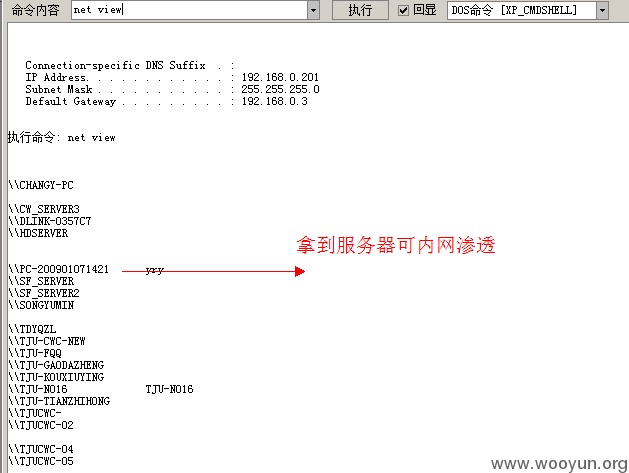 命令内容 net view 执行 回显 DOS命令 [XP_CMDSHELL]
Connection-specific DNS Suffix . :
IP Address. . . . . . . . . . . . : 192.168.0.201
Subnet Mask . . . . . . . . . . . : 255.255.255.0
Default Gateway . . . . . . . . . : 192.168.0.3
执行命令: net view
\\CHANGY-PC
\\CW_SERVER3
\\DLINK-0357C7
\\HDSERVER
拿到服务器可内网渗透
\\PC-200901071421 yry
\\SF_SERVER
\\SF_SERVER2
\\SONGYUMIN
\\TDYQZL
\\TJU-CWC-NEW
\\TJU-FQQ
\\TJU-GAODAZHENG
\\TJU-KOUXIUYING
\\TJU-NO16 TJU-NO16
\\TJU-TIANZHIHONG
\\TJUCWC-
\\TJUCWC-02
\\TJUCWC-04
\\TJUCWC-05
www.wooyun.org